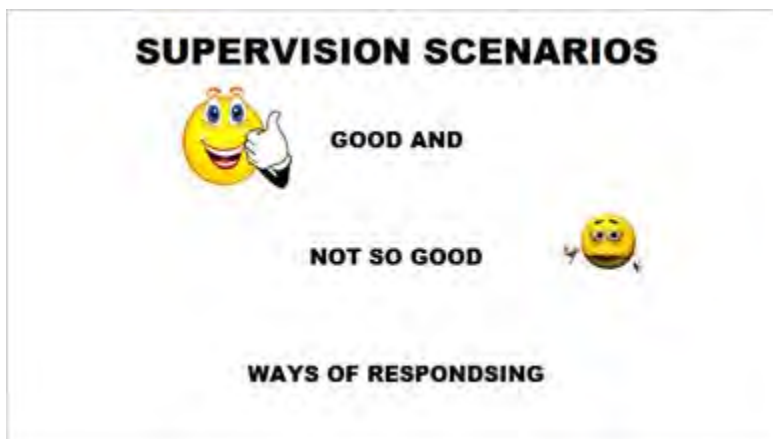 SUPERVISION SCENARIOS
GOOD AND
NOT SO GOOD
WAYS OF RESPONDSING